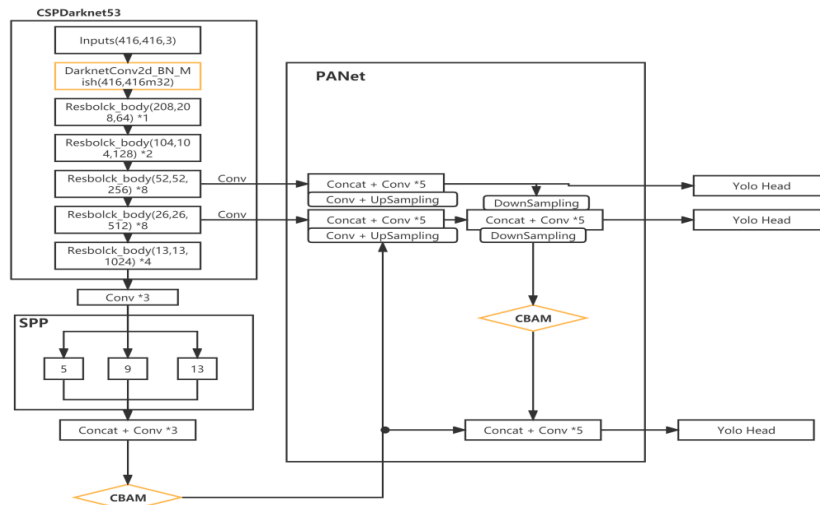 CSPDarknet53
Inputs(416,416,3)
DarknetConv2d_BN_M
ish(416,416m32)
Resbolck_body(208,20
8,64) *1
Resbolck_body(104,10
4,128) *2
Resbolck_body(52,52,
256) *8
Resbolck_body(26,26,
512) *8
Resbolck_body(13,13,
1024) *4
Conv *3
SPP
5
9
13
Concat + Conv *3
CBAM
Conv
Conv
PANet
Concat + Conv *5
Conv + UpSampling
Concat + Conv *5
Conv + UpSampling
DownSampling
Concat + Conv *5
DownSampling
CBAM
Concat + Conv *5
Yolo Head
Yolo Head
Yolo Head